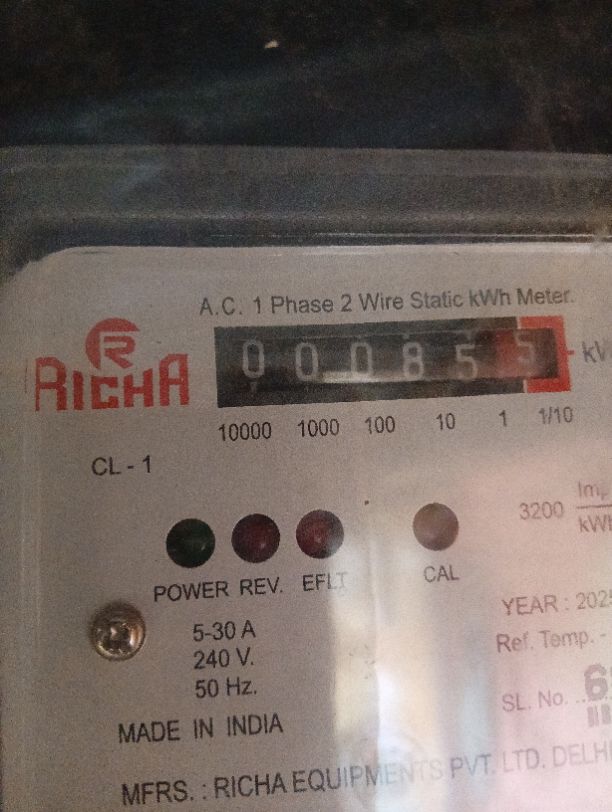 A.C. 1 Phase 2 Wire Static kWh Meter.
R
RICHA
0 0 0 8 5 5
10000 1000 100 10 1 1/10
CL - 1
3200
POWER REV. EFLT CAL
5-30 A
240 V.
50 Hz.
YEAR : 2025
Ref. Temp. -
SL. No.
MADE IN INDIA
MFRS. : RICHA EQUIPMENTS PVT. LTD. DELHI